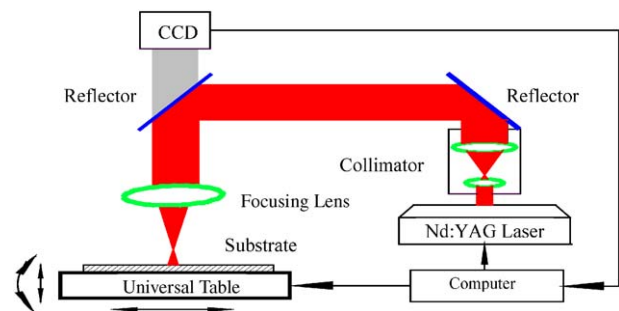 CCD
Reflector
Reflector
Collimator
Focusing Lens
Nd:YAG Laser
Substrate
Universal Table
Computer